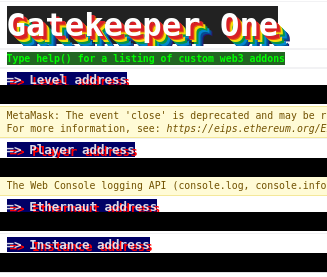 Gatekeeper One
Type help() for a listing of custom web3 addons
=> Level address
MetaMask: The event 'close' is deprecated and may be
For more information, see: https://eips.ethereum.org/E
=> Player address
The Web Console logging API (console.log, console.info
=> Ethernaut address
=> Instance address